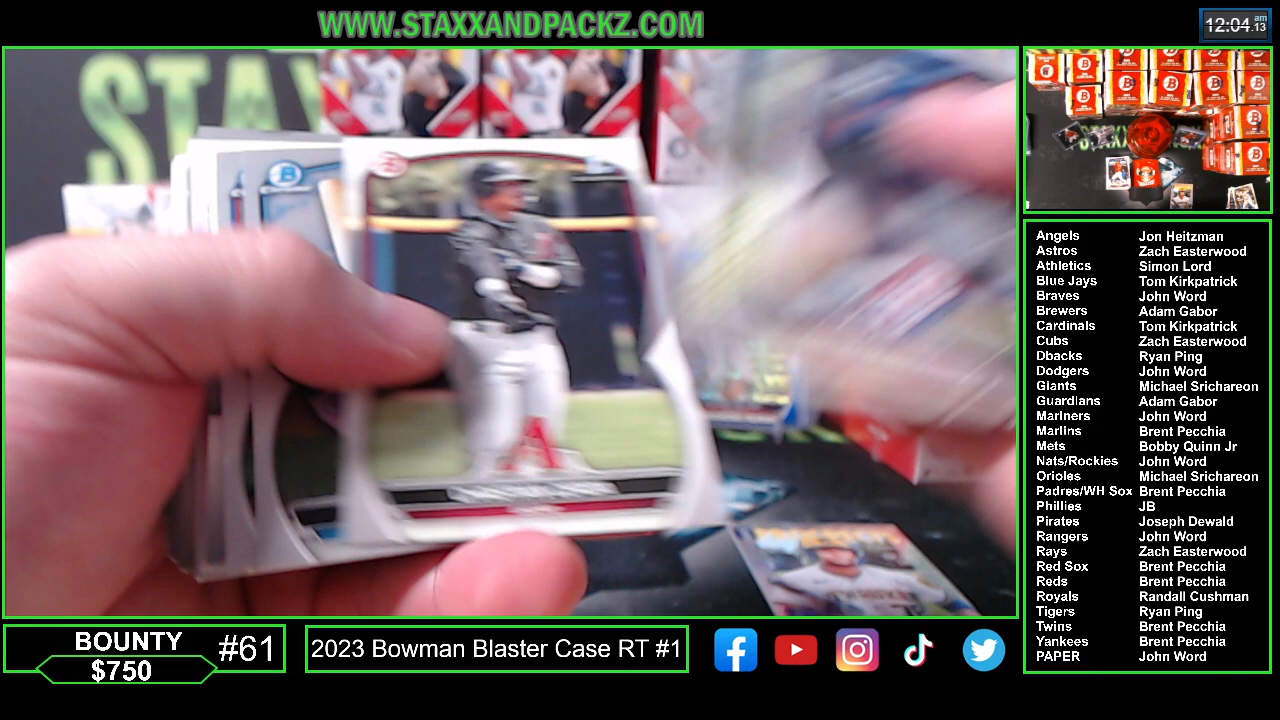 WWW.STAXXANDPACKZ.COM
12:04 am
.13
STAX
Angels Jon Heitzman
Astros Zach Easterwood
Athletics Simon Lord
Blue Jays Tom Kirkpatrick
Braves John Word
Brewers Adam Gabor
Cardinals Tom Kirkpatrick
Cubs Zach Easterwood
Dbacks Ryan Ping
Dodgers John Word
Giants Michael Srichareon
Guardians Adam Gabor
Mariners John Word
Marlins Brent Pecchia
Mets Bobby Quinn Jr
Nats/Rockies John Word
Orioles Michael Srichareon
Padres/WH Sox Brent Pecchia
Phillies JB
Pirates Joseph Dewald
Rangers John Word
Rays Zach Easterwood
Red Sox Brent Pecchia
Reds Brent Pecchia
Royals Randall Cushman
Tigers Ryan Ping
Twins Brent Pecchia
Yankees Brent Pecchia
PAPER John Word
BOUNTY #61
$750
2023 Bowman Blaster Case RT #1